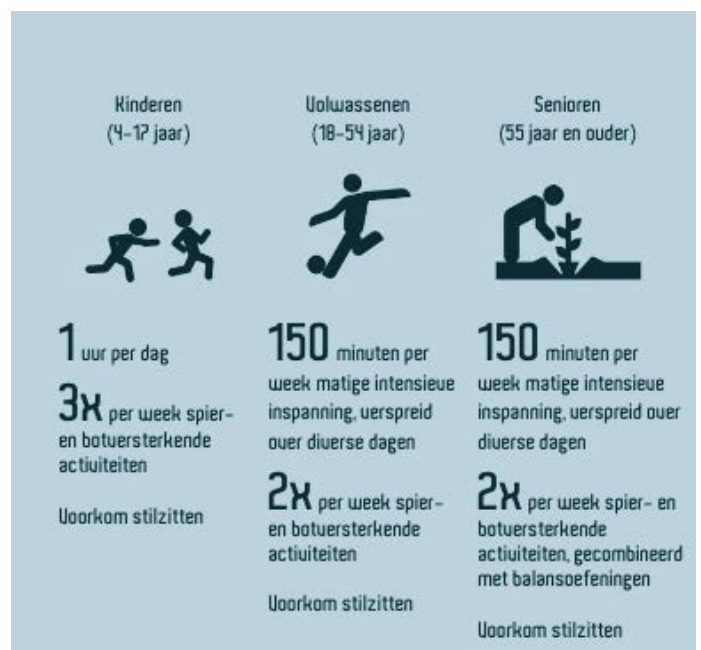 Kinderen
(4-17 jaar)
1 uur per dag
3x per week spier-
en botversterkende
activiteiten
Voorkom stilzitten
Volwassenen
(18-54 jaar)
150 minuten per
week matige intensieve
inspanning, verspreid
over diverse dagen
2x per week spier-
en botversterkende
activiteiten
Voorkom stilzitten
Senioren
(55 jaar en ouder)
150 minuten per
week matige intensieve
inspanning, verspreid over
diverse dagen
2x per week spier- en
botversterkende
activiteiten, gecombineerd
met balansoefeningen
Voorkom stilzitten